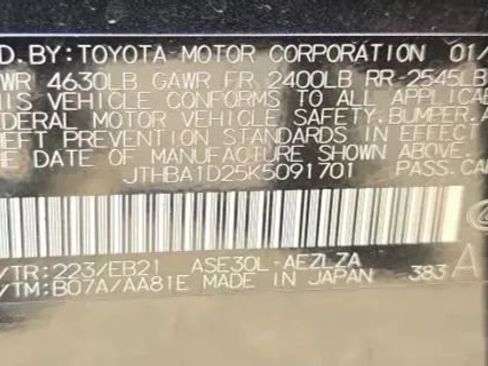 D.BY:TOYOTA MOTOR CORPORATION 01/
WR 4630LB GAWR FR 2400LB RR 2545LB
IS VEHICLE CONFORMS TO ALL APPLICABL
DERAL MOTOR VEHICLE SAFETY,BUMPER,A
EFT PREVENTION STANDARDS IN EFFECT
HE DATE OF MANUFACTURE SHOWN ABOVE.
JTHBA1D25K5091701 PASS.CA
/TR:223/EB21 ASE30L-AEZLZA
/TM:B07A/AA81E MADE IN JAPAN 383 A